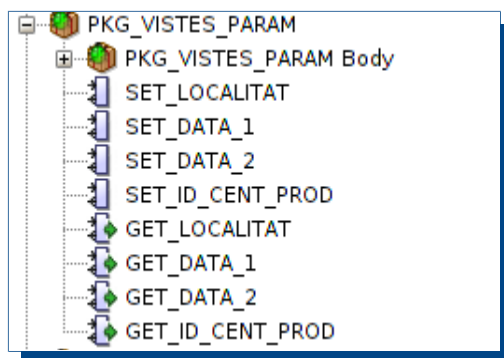 PKG_VISTES_PARAM
PKG_VISTES_PARAM Body
SET_LOCALITAT
SET_DATA_1
SET_DATA_2
SET_ID_CENT_PROD
GET_LOCALITAT
GET_DATA_1
GET_DATA_2
GET_ID_CENT_PROD